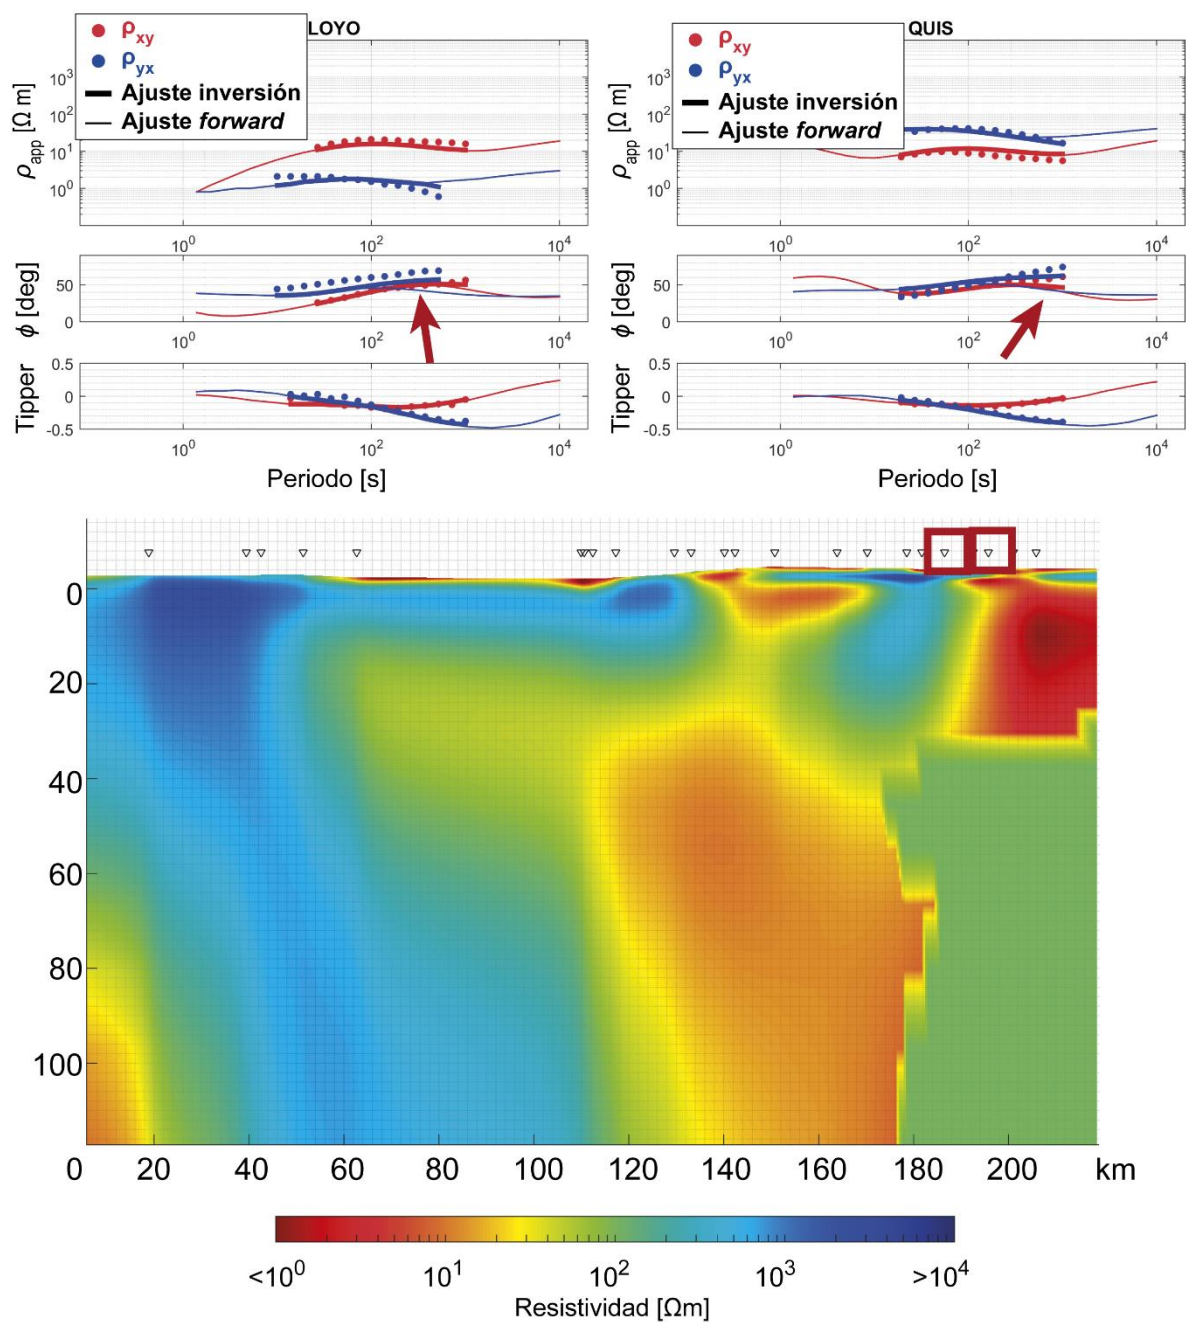 LOYO
ρxy
ρyx
Ajuste inversión
Ajuste forward
ρapp [Ω m]
10³
10²
10¹
10⁰
10⁰ 10² 10⁴
ϕ [deg]
50
0
10⁰ 10² 10⁴
Tipper
0.5
0
-0.5
10⁰ 10² 10⁴
Periodo [s]
QUIS
ρxy
ρyx
Ajuste inversión
Ajuste forward
ρapp [Ω m]
10³
10²
10¹
10⁰
10⁰ 10² 10⁴
ϕ [deg]
50
0
10⁰ 10² 10⁴
Tipper
0.5
0
-0.5
10⁰ 10² 10⁴
Periodo [s]
0
20
40
60
80
100
0 20 40 60 80 100 120 140 160 180 200 km
<10⁰ 10¹ 10² 10³ >10⁴
Resistividad [Ωm]